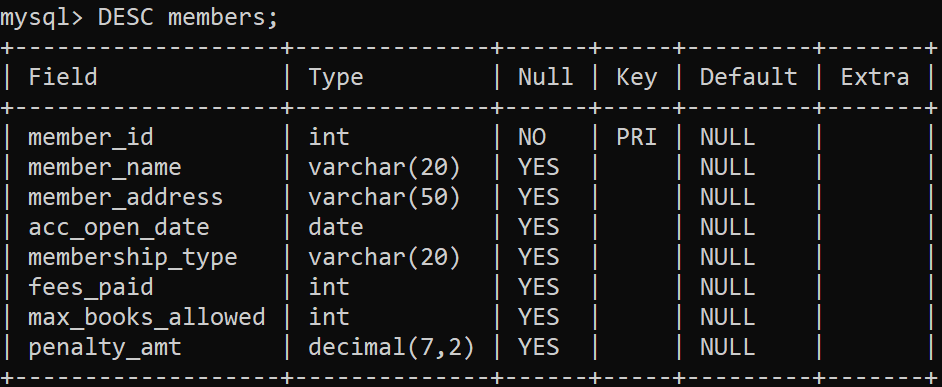 mysql> DESC members;
+------------------+--------------+------+-----+---------+-------+
| Field            | Type         | Null | Key | Default | Extra |
+------------------+--------------+------+-----+---------+-------+
| member_id        | int          | NO   | PRI | NULL    |       |
| member_name      | varchar(20)  | YES  |     | NULL    |       |
| member_address   | varchar(50)  | YES  |     | NULL    |       |
| acc_open_date    | date         | YES  |     | NULL    |       |
| membership_type  | varchar(20)  | YES  |     | NULL    |       |
| fees_paid        | int          | YES  |     | NULL    |       |
| max_books_allowed | int          | YES  |     | NULL    |       |
| penalty_amt      | decimal(7,2) | YES  |     | NULL    |       |
+------------------+--------------+------+-----+---------+-------+